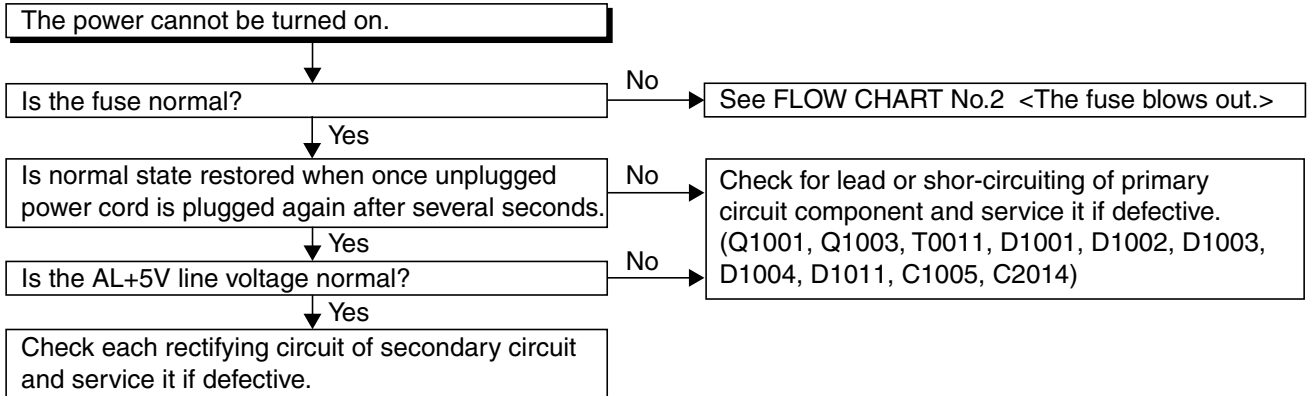 The power cannot be turned on.
Is the fuse normal?
No
See FLOW CHART No.2 <The fuse blows out.>
Yes
Is normal state restored when once unplugged
power cord is plugged again after several seconds.
No
Check for lead or shor-circuiting of primary
circuit component and service it if defective.
(Q1001, Q1003, T0011, D1001, D1002, D1003,
D1004, D1011, C1005, C2014)
Yes
Is the AL+5V line voltage normal?
No
Yes
Check each rectifying circuit of secondary circuit
and service it if defective.